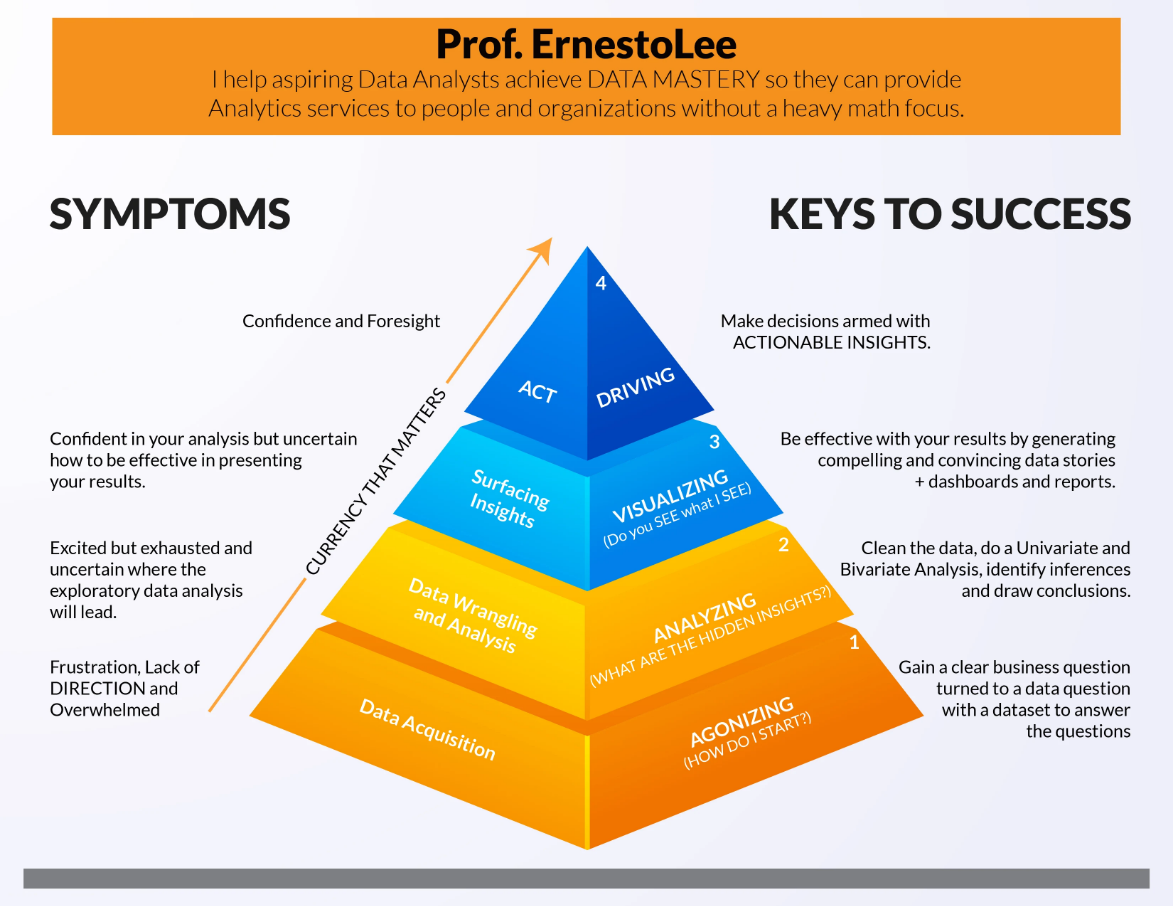 Prof. ErnestoLee
I help aspiring Data Analysts achieve DATA MASTERY so they can provide
Analytics services to people and organizations without a heavy math focus.
SYMPTOMS
KEYS TO SUCCESS
4
Confidence and Foresight
Make decisions armed with
ACTIONABLE INSIGHTS.
ACT
DRIVING
CURRENCY THAT MATTERS
3
Confident in your analysis but uncertain
how to be effective in presenting
your results.
Surfacing
Insights
VISUALIZING
(Do you SEE what I SEE)
Be effective with your results by generating
compelling and convincing data stories
+ dashboards and reports.
2
Excited but exhausted and
uncertain where the
exploratory data analysis
will lead.
Data Wrangling
and Analysis
ANALYZING
(WHAT ARE THE HIDDEN INSIGHTS?)
Clean the data, do a Univariate and
Bivariate Analysis, identify inferences
and draw conclusions.
1
Frustration, Lack of
DIRECTION and
Overwhelmed
Data Acquisition
AGONIZING
(HOW DO I START?)
Gain a clear business question
turned to a data question
with a dataset to answer
the questions